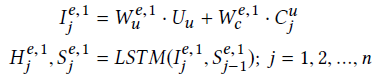 I_j^{e,1} = W_u^{e,1} · U_u + W_c^{e,1} · C_j^u
H_j^{e,1}, S_j^{e,1} = LSTM(I_j^{e,1}, S_{j-1}^{e,1}); j = 1, 2, ..., n